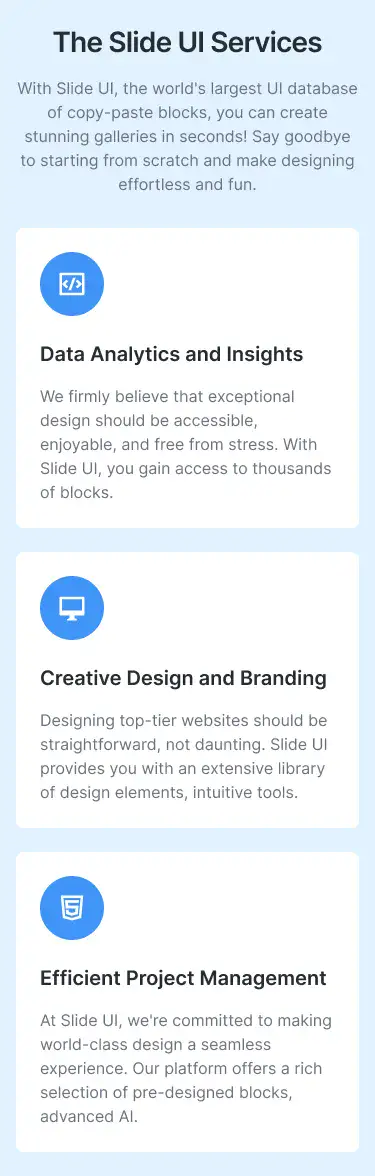 The Slide UI Services
With Slide UI, the world's largest UI database
of copy-paste blocks, you can create
stunning galleries in seconds! Say goodbye
to starting from scratch and make designing
effortless and fun.
Data Analytics and Insights
We firmly believe that exceptional
design should be accessible,
enjoyable, and free from stress. With
Slide UI, you gain access to thousands
of blocks.
Creative Design and Branding
Designing top-tier websites should be
straightforward, not daunting. Slide UI
provides you with an extensive library
of design elements, intuitive tools.
Efficient Project Management
At Slide UI, we're committed to making
world-class design a seamless
experience. Our platform offers a rich
selection of pre-designed blocks,
advanced AI.